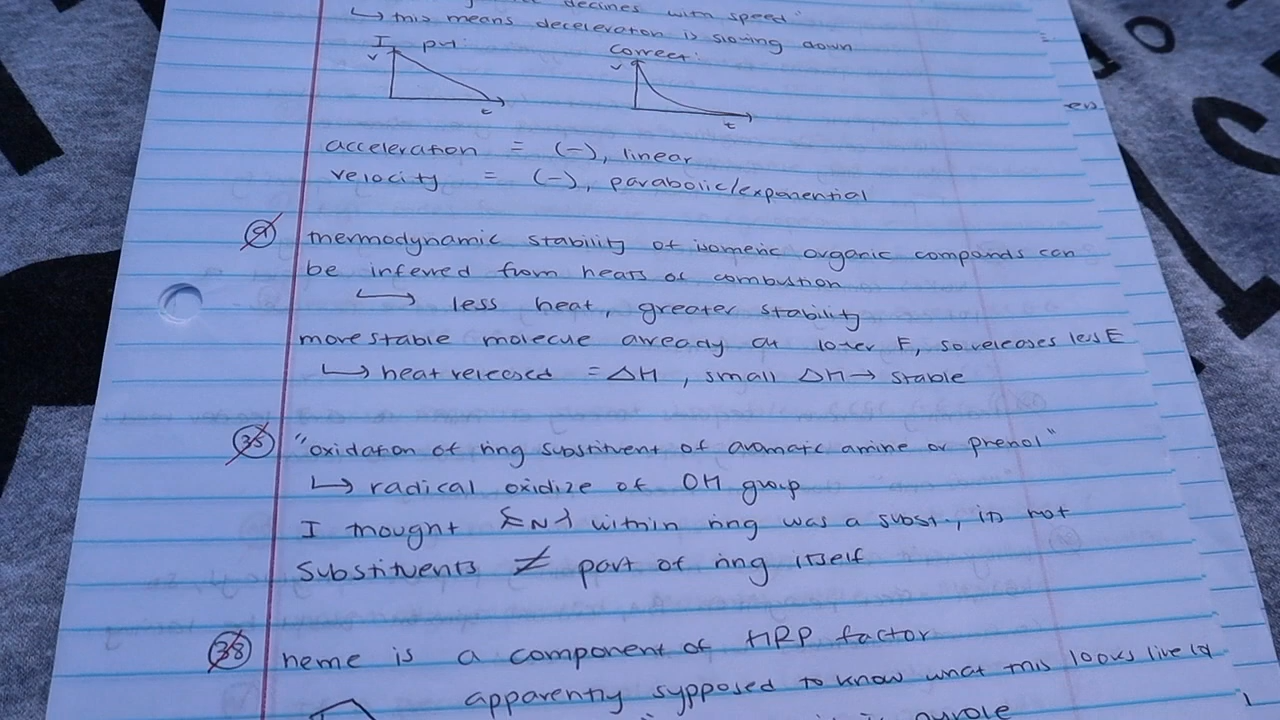 declines with speed"
↳ this means deceleration is slowing down
I put: correct:
v v
t t
acceleration = (-), linear
velocity = (-), parabolic/exponential
9 thermodynamic stability of isomeric organic componds can
be inferred from heats of combustion
↳ less heat, greater stability
more stable molecue already at lower E, so releases less E
↳ heat released = ΔH, small ΔH → stable
35 "oxidation of ring substituent of aromatic amine or phenol"
↳ radical oxidize of OH group
I thought {N} within ring was a subst., its not
Substituents ≠ part of ring itself
38 heme is a component of HRP factor
apparently sypposed to know what this looks like
pyrrole